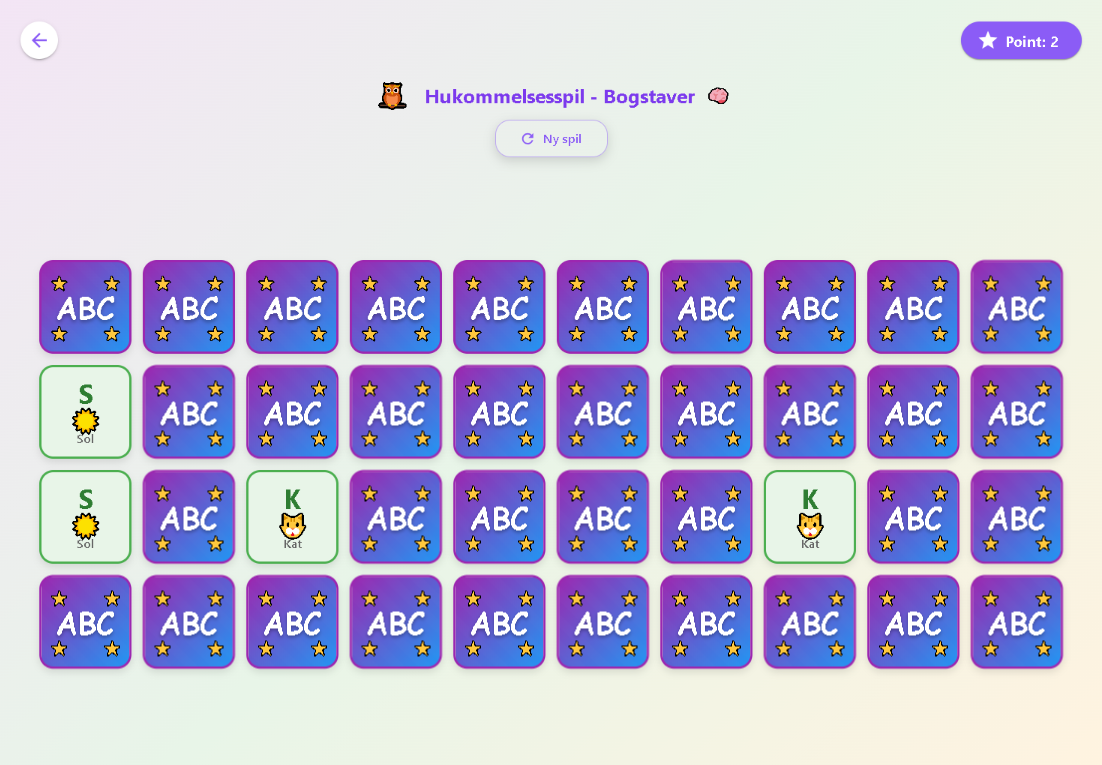 Point: 2
Hukommelsesspil - Bogstaver
Ny spil
ABC ABC ABC ABC ABC ABC ABC ABC ABC ABC
S
Sol
ABC ABC ABC ABC ABC ABC ABC ABC ABC
S
Sol
ABC
K
Kat
ABC ABC ABC ABC
K
Kat
ABC ABC
ABC ABC ABC ABC ABC ABC ABC ABC ABC ABC